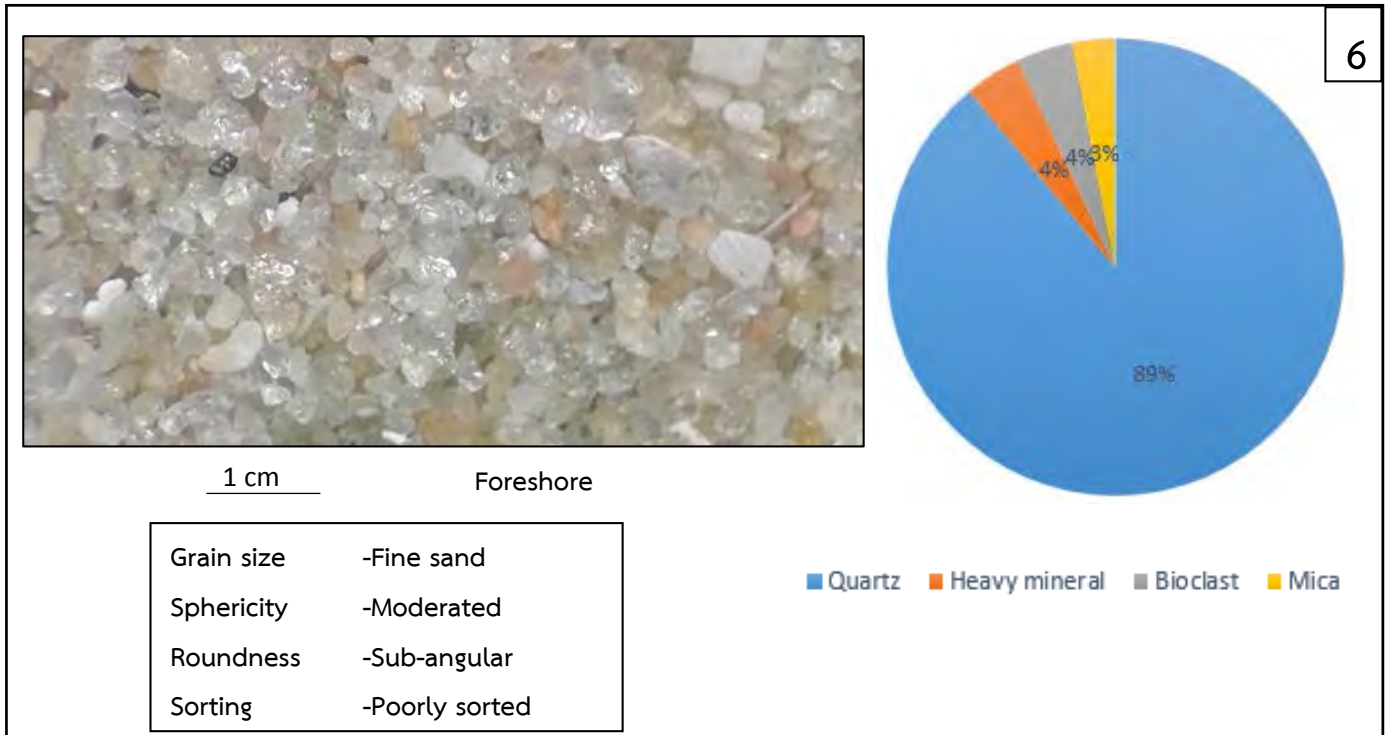 6
4%
4%
3%
89%
1 cm
Foreshore
Grain size -Fine sand
Sphericity -Moderated
Roundness -Sub-angular
Sorting -Poorly sorted
Quartz Heavy mineral Bioclast Mica